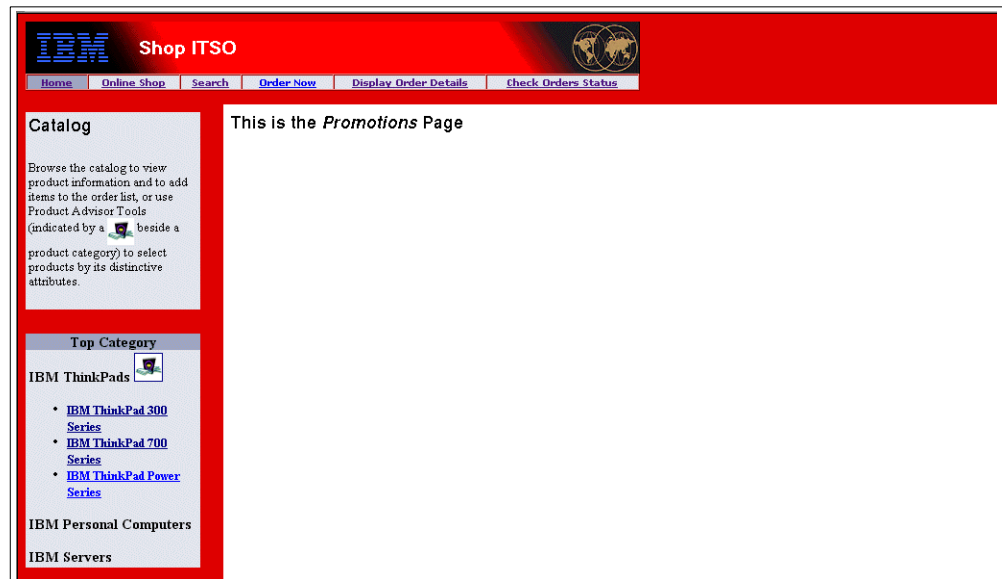 IBM Shop ITSO
Home Online Shop Search Order Now Display Order Details Check Orders Status
Catalog
Browse the catalog to view
product information and to add
items to the order list, or use
Product Advisor Tools
(indicated by a beside a
product category) to select
products by its distinctive
attributes.
Top Category
IBM ThinkPads
• IBM ThinkPad 300
Series
• IBM ThinkPad 700
Series
• IBM ThinkPad Power
Series
IBM Personal Computers
IBM Servers
This is the Promotions Page